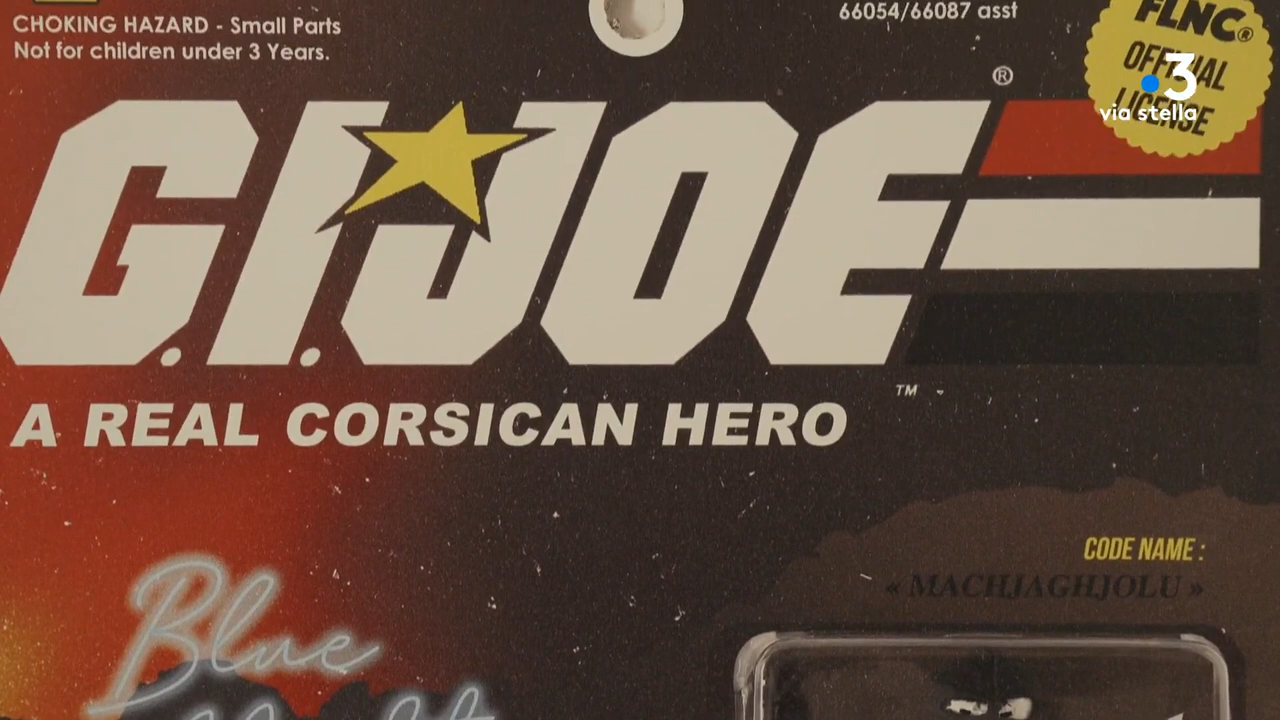 CHOKING HAZARD - Small Parts
Not for children under 3 Years.
66054/66087 asst
FLNC®
OFFICIAL
LICENSE
3
via stella
G.I.JOE
®
TM
A REAL CORSICAN HERO
CODE NAME :
« MACHJAGHJOLU »
Blue